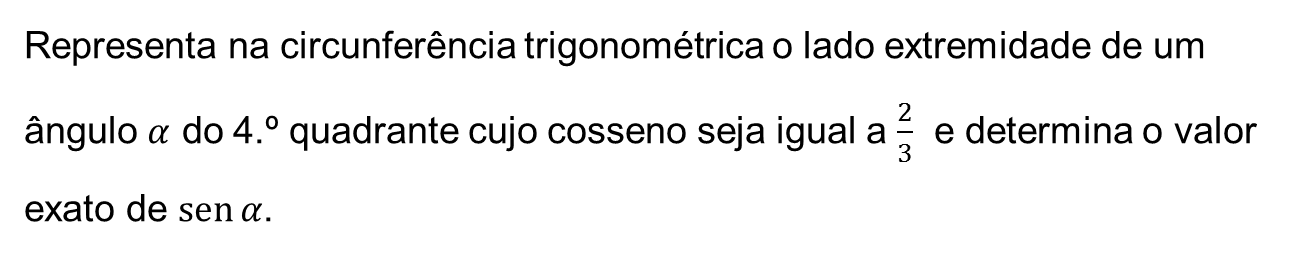 Representa na circunferência trigonométrica o lado extremidade de um
ângulo α do 4.º quadrante cujo cosseno seja igual a 2/3 e determina o valor
exato de sen α.